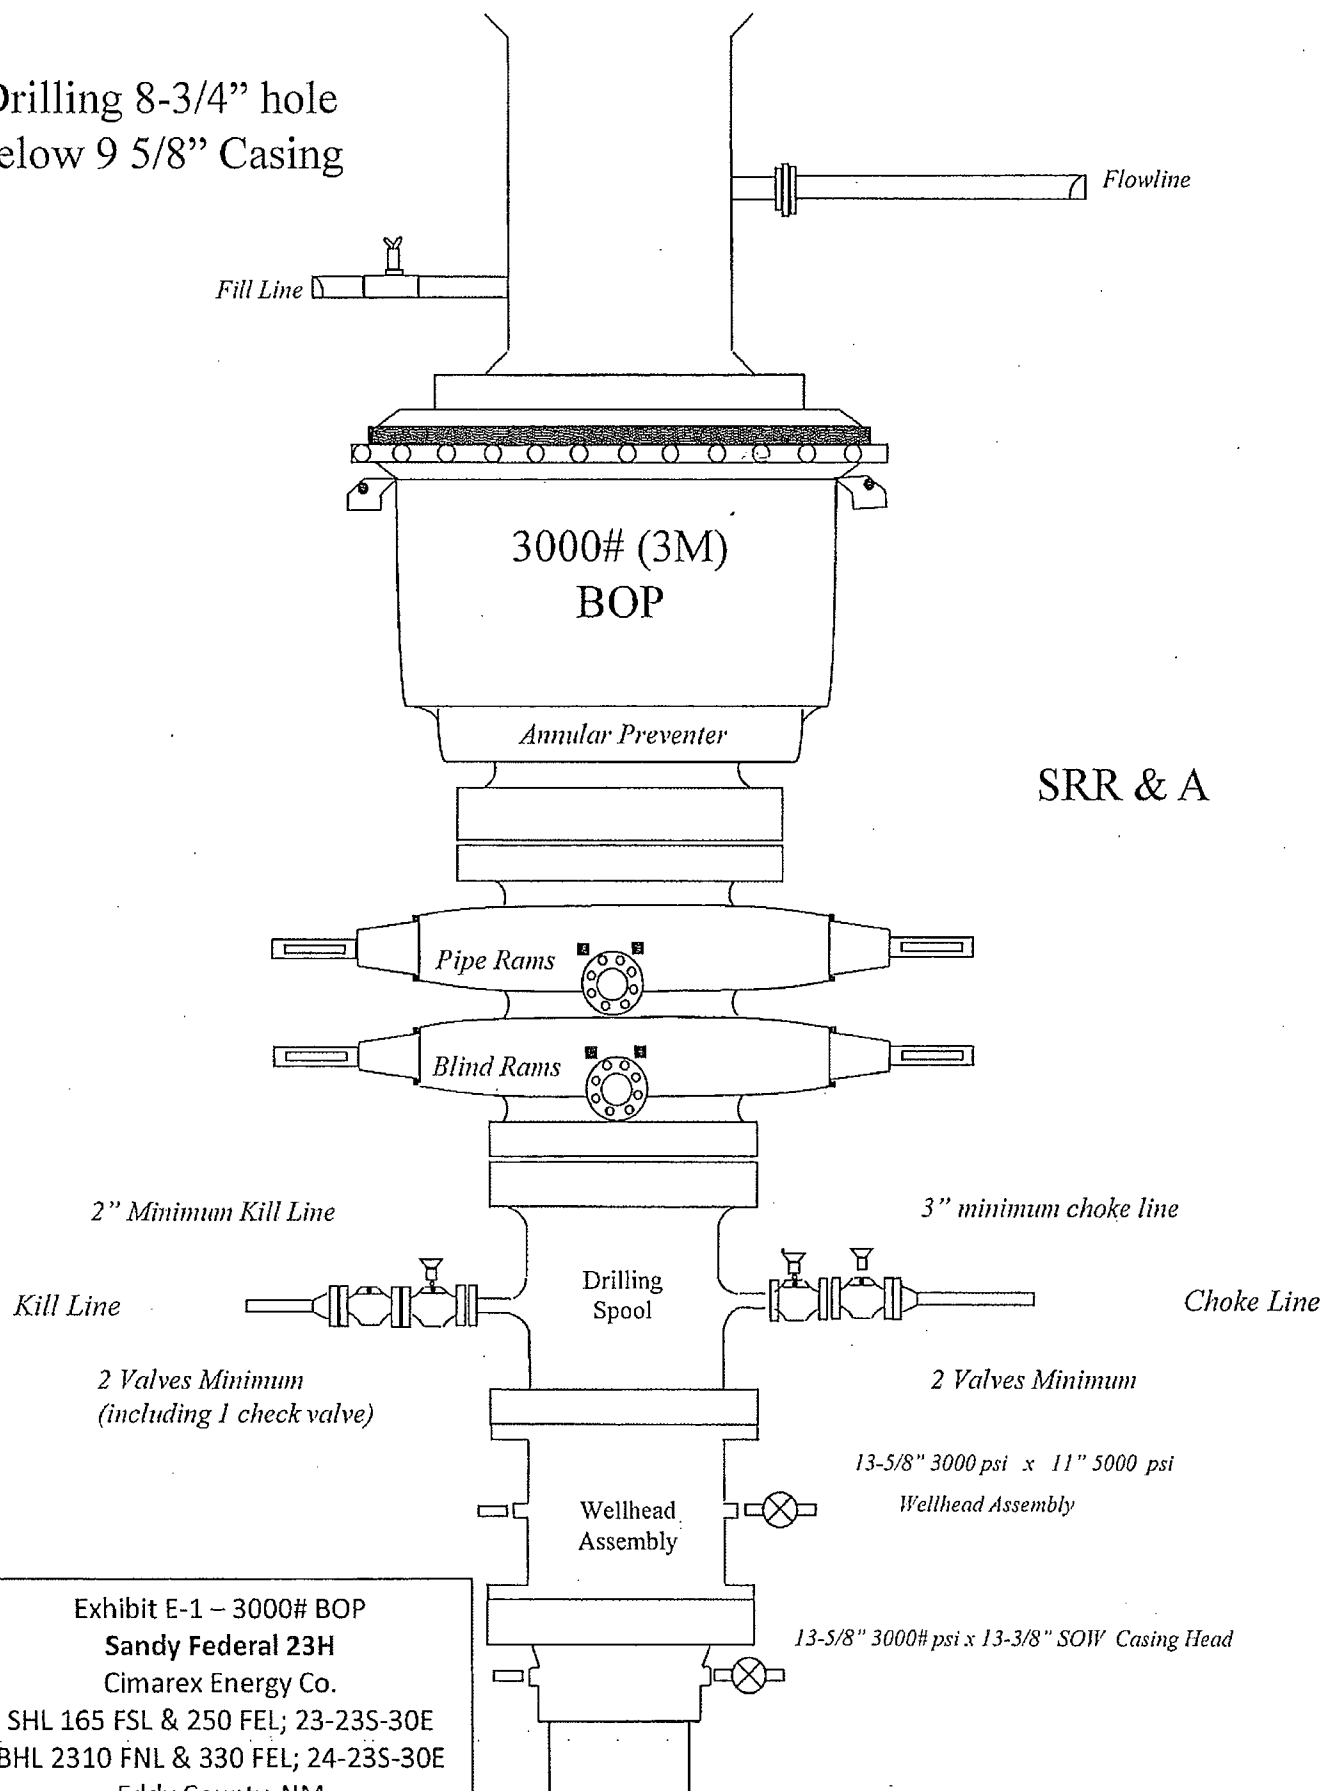 Drilling 8-3/4” hole
elow 9 5/8” Casing
Flowline
Fill Line
3000# (3M)
BOP
Annular Preventer
SRR & A
Pipe Rams
Blind Rams
2” Minimum Kill Line
3” minimum choke line
Drilling
Spool
Kill Line
Choke Line
2 Valves Minimum
(including 1 check valve)
2 Valves Minimum
13-5/8” 3000 psi x 11” 5000 psi
Wellhead Assembly
Wellhead
Assembly
Exhibit E-1 – 3000# BOP
Sandy Federal 23H
Cimarex Energy Co.
SHL 165 FSL & 250 FEL; 23-23S-30E
BHL 2310 FNL & 330 FEL; 24-23S-30E
Eddy County, NM
13-5/8” 3000# psi x 13-3/8” SOW Casing Head